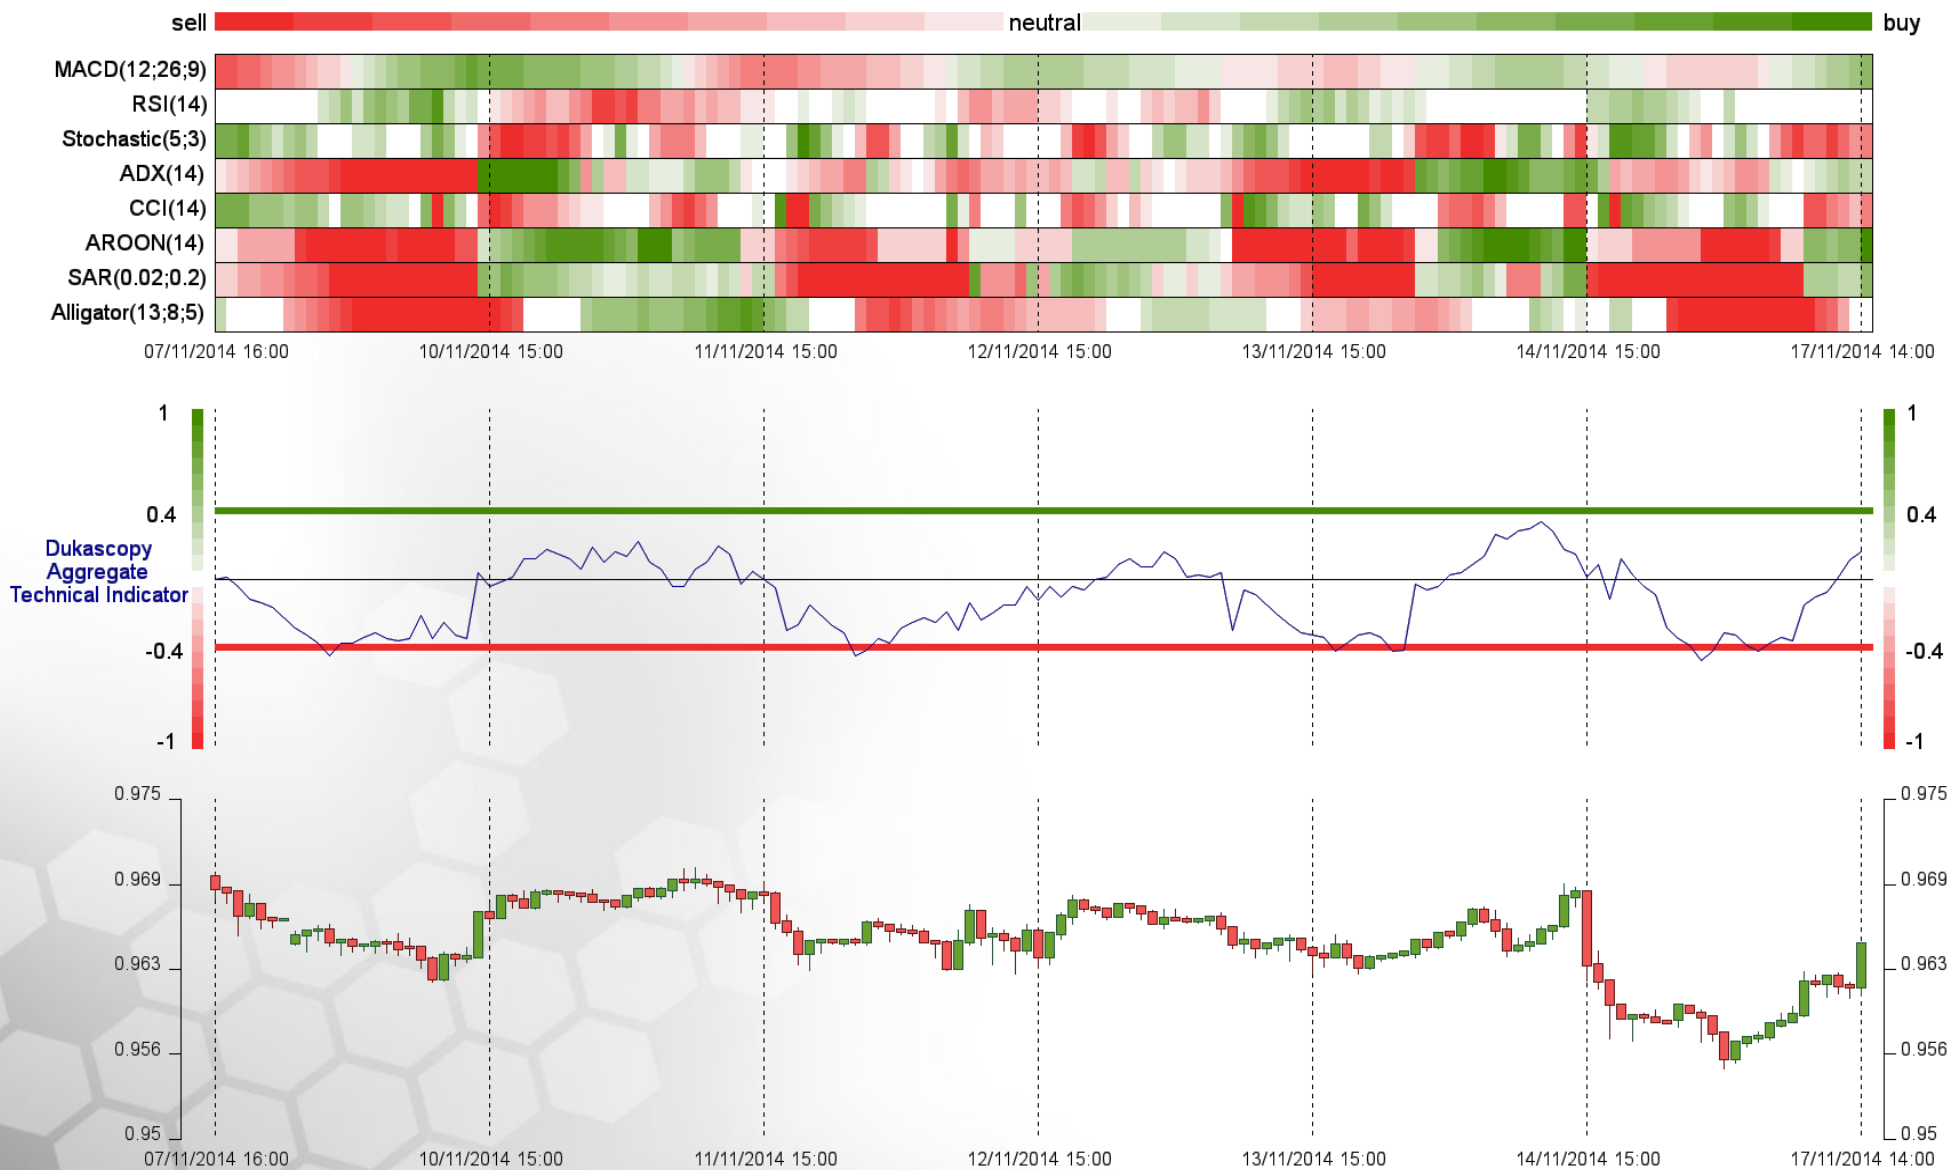 sell neutral buy
MACD(12;26;9)
RSI(14)
Stochastic(5;3)
ADX(14)
CCI(14)
AROON(14)
SAR(0.02;0.2)
Alligator(13;8;5)
07/11/2014 16:00 10/11/2014 15:00 11/11/2014 15:00 12/11/2014 15:00 13/11/2014 15:00 14/11/2014 15:00 17/11/2014 14:00
1 1
0.4 0.4
Dukascopy
Aggregate
Technical Indicator
-0.4 -0.4
-1 -1
0.975 0.975
0.969 0.969
0.963 0.963
0.956 0.956
0.95 0.95
07/11/2014 16:00 10/11/2014 15:00 11/11/2014 15:00 12/11/2014 15:00 13/11/2014 15:00 14/11/2014 15:00 17/11/2014 14:00